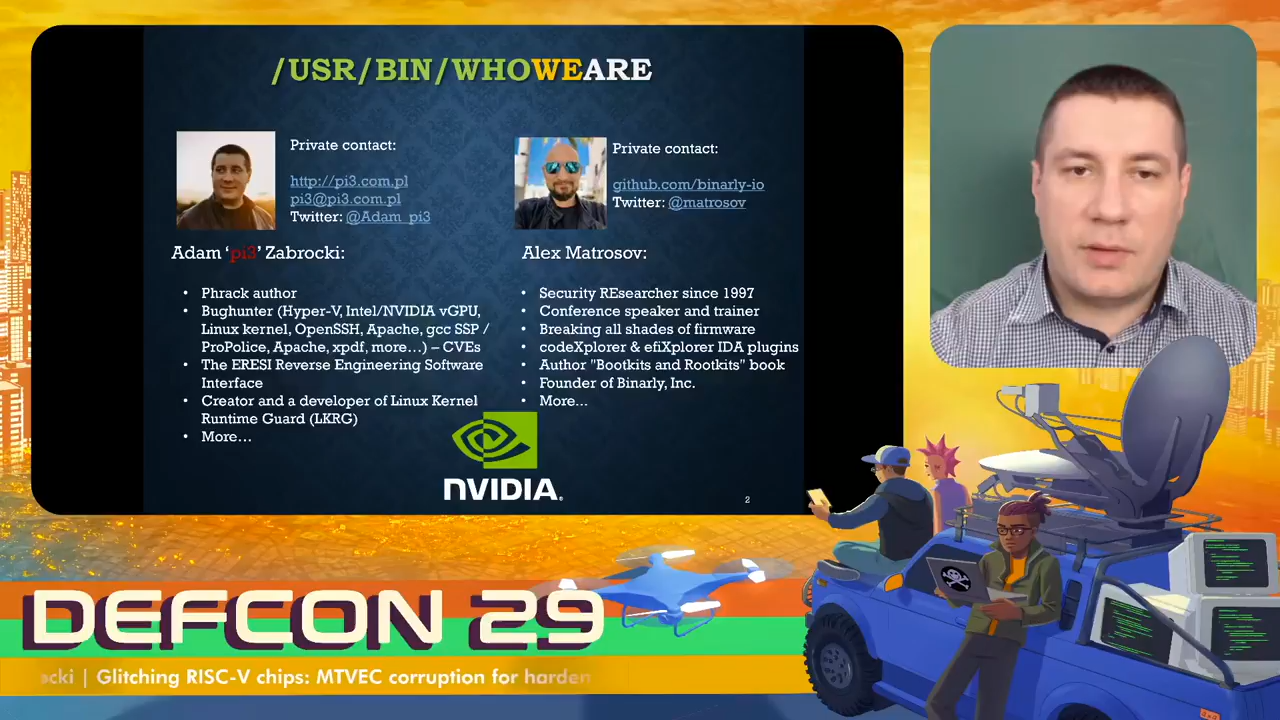 /USR/BIN/WHOWEARE
Private contact:
http://pi3.com.pl
pi3@pi3.com.pl
Twitter: @Adam_pi3
Adam ‘pi3’ Zabrocki:
• Phrack author
• Bughunter (Hyper-V, Intel/NVIDIA vGPU,
Linux kernel, OpenSSH, Apache, gcc SSP /
ProPolice, Apache, xpdf, more…) – CVEs
• The ERESI Reverse Engineering Software
Interface
• Creator and a developer of Linux Kernel
Runtime Guard (LKRG)
• More…
Private contact:
github.com/binarly-io
Twitter: @matrosov
Alex Matrosov:
• Security REsearcher since 1997
• Conference speaker and trainer
• Breaking all shades of firmware
• codeXplorer & efiXplorer IDA plugins
• Author "Bootkits and Rootkits" book
• Founder of Binarly, Inc.
• More…
NVIDIA.
2
DEFCON 29
ocki | Glitching RISC-V chips: MTVEC corruption for harden